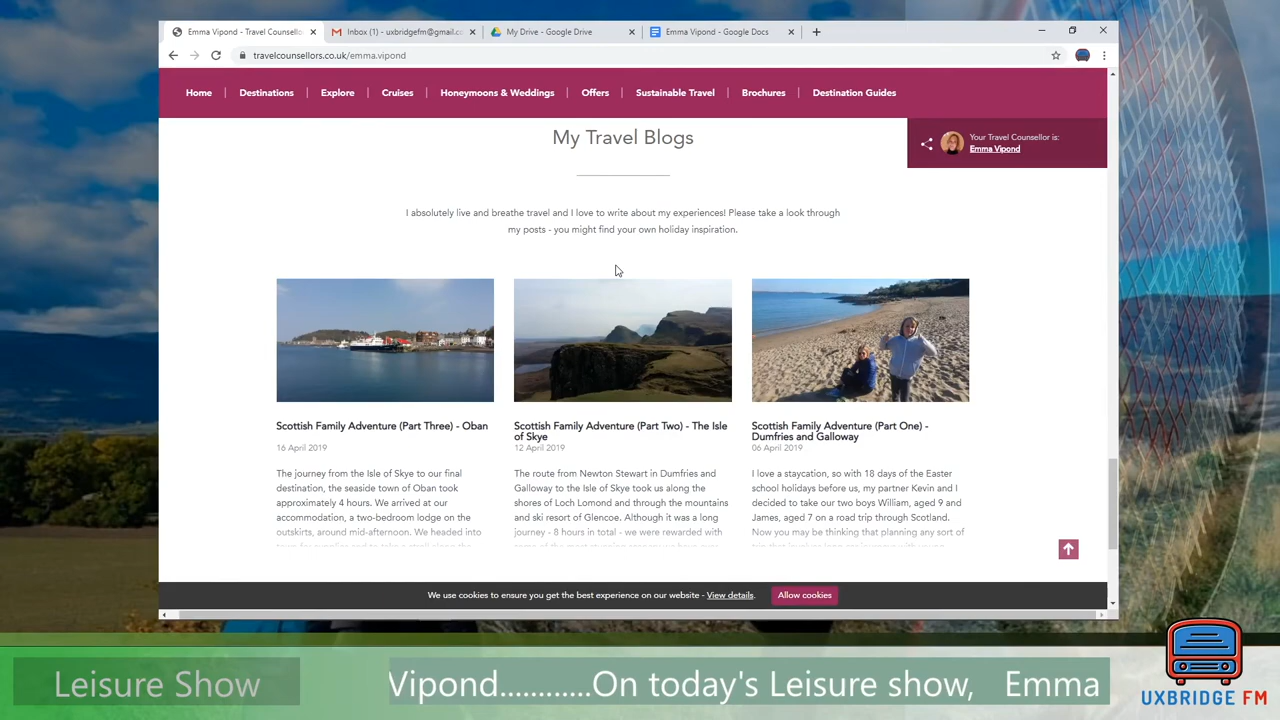 Emma Vipond - Travel Counsello
Inbox (1) - uxbridgefm@gmail.co
My Drive - Google Drive
Emma Vipond - Google Docs
travelcounsellors.co.uk/emma.vipond
Home
Destinations
Explore
Cruises
Honeymoons & Weddings
Offers
Sustainable Travel
Brochures
Destination Guides
Your Travel Counsellor is:
Emma Vipond
My Travel Blogs
I absolutely live and breathe travel and I love to write about my experiences! Please take a look through
my posts - you might find your own holiday inspiration.
Scottish Family Adventure (Part Three) - Oban
16 April 2019
The journey from the Isle of Skye to our final
destination, the seaside town of Oban took
approximately 4 hours. We arrived at our
accommodation, a two-bedroom lodge on the
outskirts, around mid-afternoon. We headed into
Scottish Family Adventure (Part Two) - The Isle
of Skye
12 April 2019
The route from Newton Stewart in Dumfries and
Galloway to the Isle of Skye took us along the
shores of Loch Lomond and through the mountains
and ski resort of Glencoe. Although it was a long
journey - 8 hours in total - we were rewarded with
Scottish Family Adventure (Part One) -
Dumfries and Galloway
06 April 2019
I love a staycation, so with 18 days of the Easter
school holidays before us, my partner Kevin and I
decided to take our two boys William, aged 9 and
James, aged 7 on a road trip through Scotland.
Now you may be thinking that planning any sort of
We use cookies to ensure you get the best experience on our website - View details.
Allow cookies
Leisure Show
Vipond............On today's Leisure show, Emma
UXBRIDGE FM